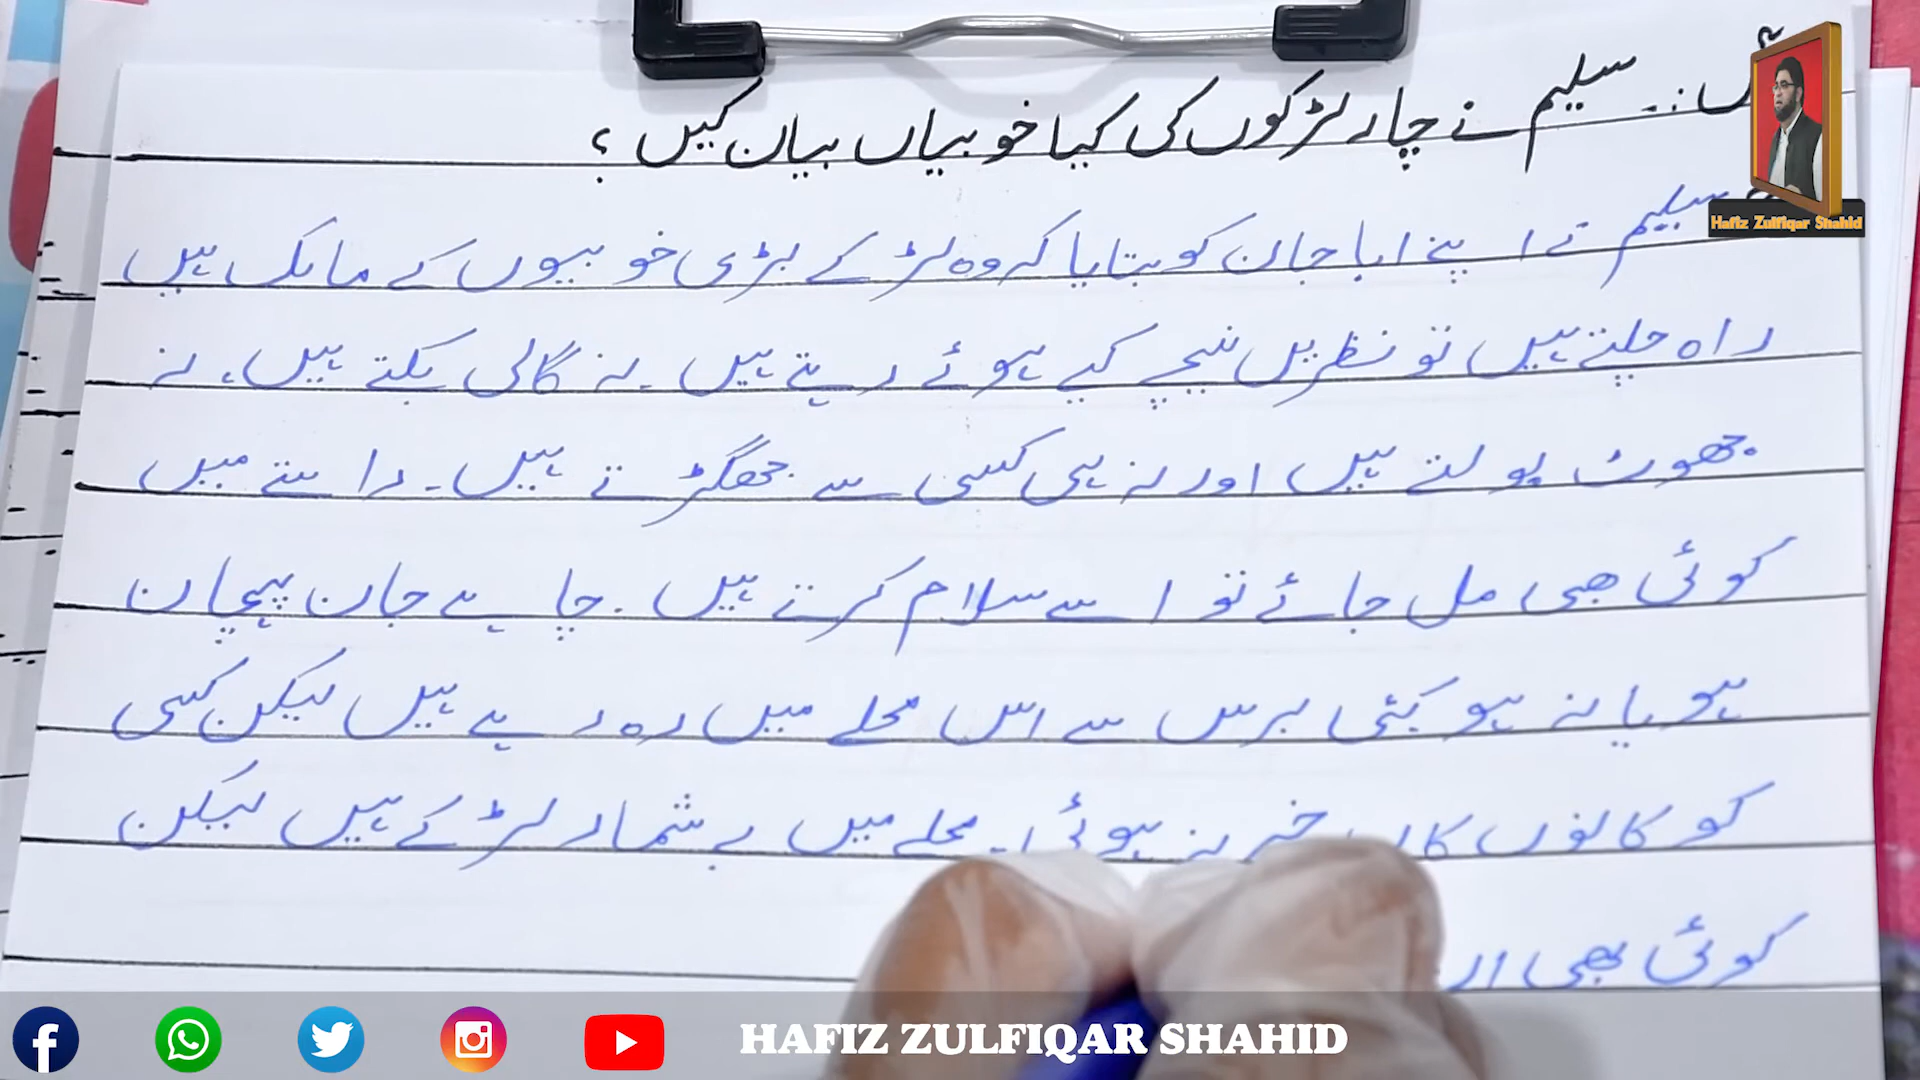 س:۔ سلیم نے چار لڑکوں کی کیا خوبیاں بیان کیں؟
سلیم نے اپنے ابا جان کو بتایا کہ وہ لڑکے بڑی خوبیوں کے مالک ہیں
راہ چلتے ہیں تو نظریں نیچے کیے ہوئے رہتے ہیں۔ نہ گالی بکتے ہیں، نہ
جھوٹ بولتے ہیں اور نہ ہی کسی سے جھگڑتے ہیں۔ راستے میں
کوئی بھی مل جائے تو اسے سلام کرتے ہیں۔ چاہے جان پہچان
ہو یا نہ ہو کئی برس سے اس محلے میں رہ رہے ہیں لیکن کسی
کو کانوں کان خبر نہ ہوئی۔ محلے میں بے شمار لڑکے ہیں لیکن
کوئی بھی ان
Hafiz Zulfiqar Shahid
HAFIZ ZULFIQAR SHAHID